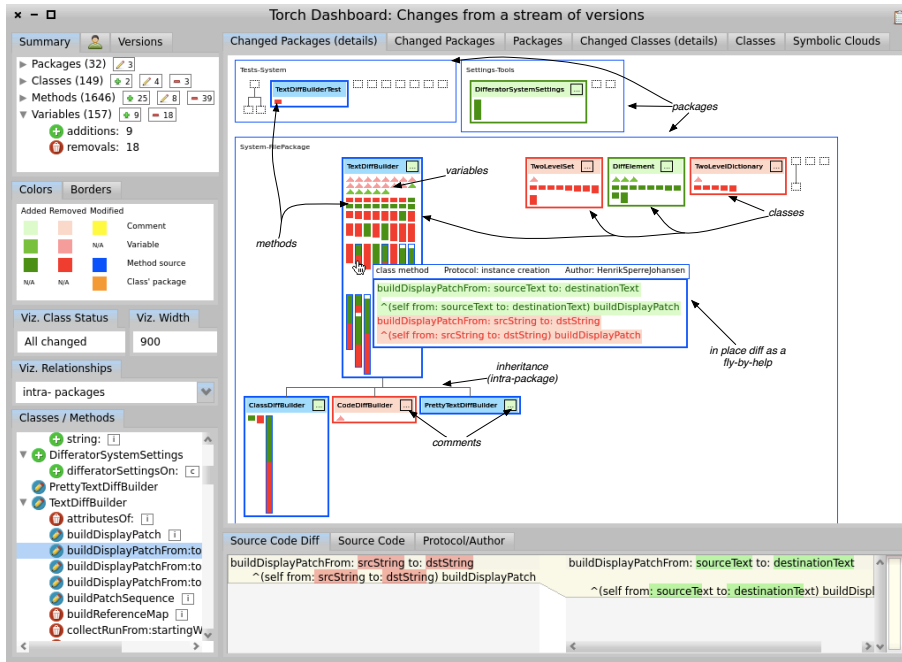 Torch Dashboard: Changes from a stream of versions
Summary
Versions
Packages (32) 3
Classes (149) 2 4 3
Methods (1646) 25 8 39
Variables (157) 9 18
additions: 9
removals: 18
Colors
Borders
Added Removed Modified
Comment
N/A Variable
Method source
N/A N/A Class' package
Viz. Class Status
Viz. Width
All changed
900
Viz. Relationships
intra- packages
Classes / Methods
string: i
DifferatorSystemSettings
differatorSettingsOn: c
PrettyTextDiffBuilder
TextDiffBuilder
attributesOf: i
buildDisplayPatch i
buildDisplayPatchFrom:to
buildDisplayPatchFrom:to
buildDisplayPatchFrom:to
buildPatchSequence i
buildReferenceMap i
collectRunFrom:startingW
Changed Packages (details)
Changed Packages
Packages
Changed Classes (details)
Classes
Symbolic Clouds
Tests-System
TextDiffBuilderTest
Settings-Tools
DifferatorSystemSettings ...
packages
System-FilePackage
TextDiffBuilder ...
variables
TwoLevelSet ...
DiffElement ...
TwoLevelDictionary ...
classes
methods
class method Protocol: instance creation Author: HenrikSperreJohansen
buildDisplayPatchFrom: sourceText to: destinationText
^(self from: sourceText to: destinationText) buildDisplayPatch
buildDisplayPatchFrom: srcString to: dstString
^(self from: srcString to: dstString) buildDisplayPatch
in place diff as a
fly-by-help
inheritance
(intra-package)
ClassDiffBuilder ...
CodeDiffBuilder ...
PrettyTextDiffBuilder ...
comments
Source Code Diff
Source Code
Protocol/Author
buildDisplayPatchFrom: srcString to: dstString
^(self from: srcString to: dstString) buildDisplayPatch
buildDisplayPatchFrom: sourceText to: destinationText
^(self from: sourceText to: destinationText) buildDispl